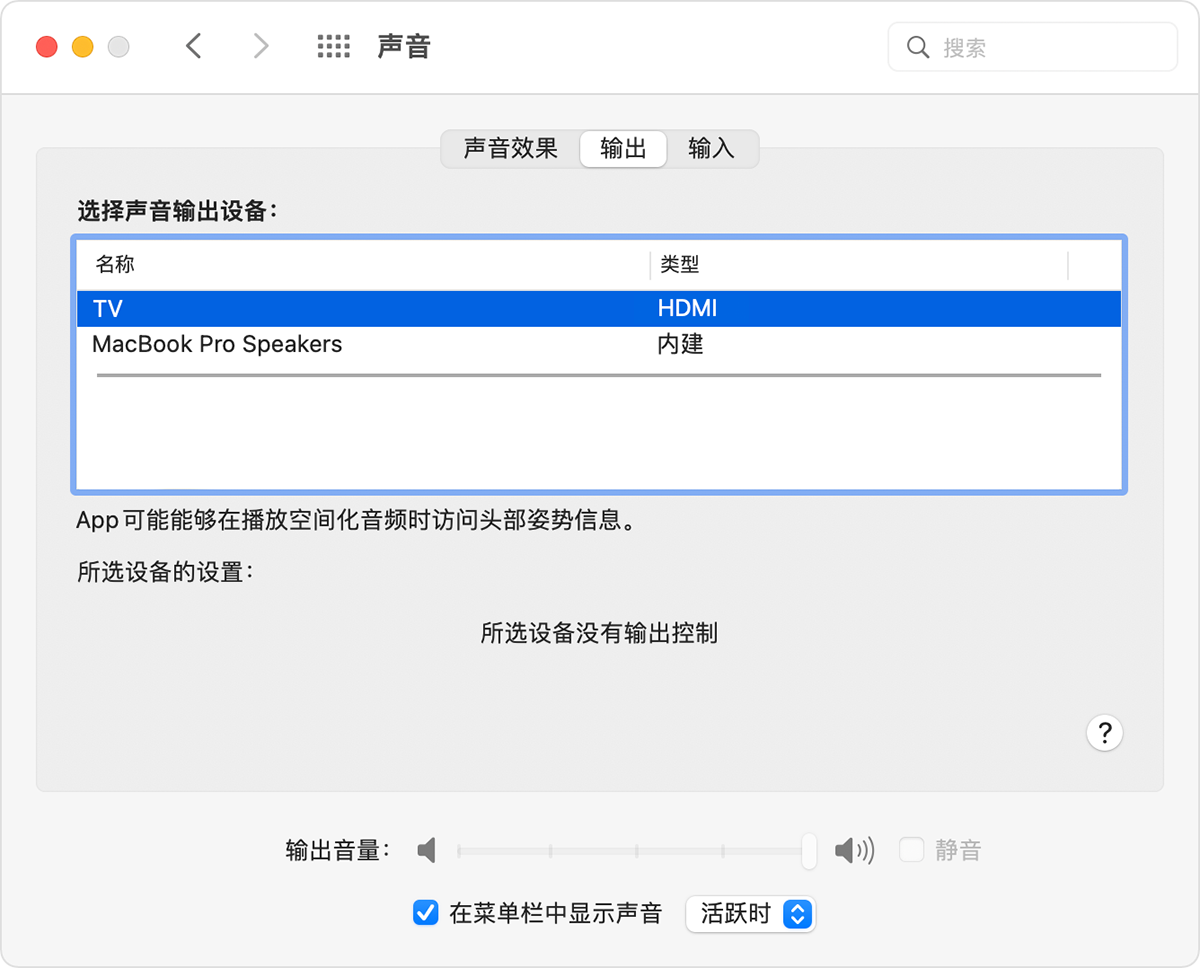 声音
搜索
声音效果 输出 输入
选择声音输出设备：
名称 类型
TV HDMI
MacBook Pro Speakers 内建
App可能能够在播放空间化音频时访问头部姿势信息。
所选设备的设置：
所选设备没有输出控制
?
输出音量： 静音
在菜单栏中显示声音 活跃时